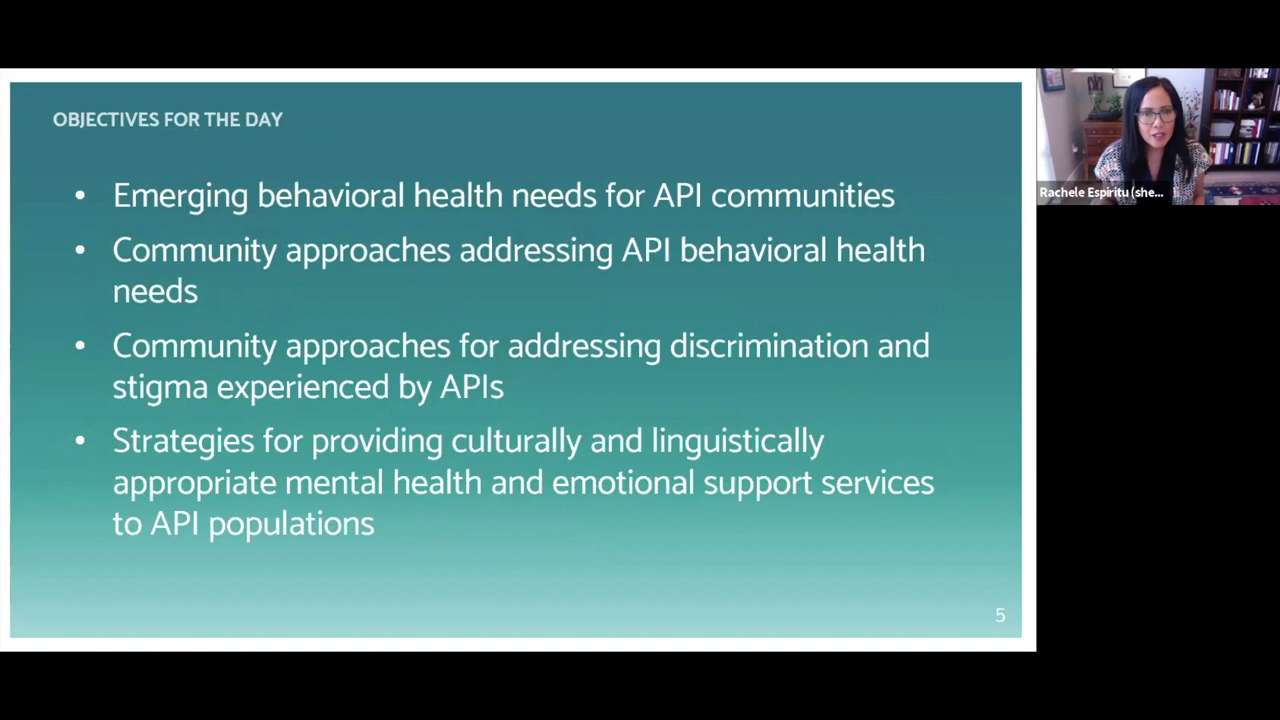 OBJECTIVES FOR THE DAY
• Emerging behavioral health needs for API communities
• Community approaches addressing API behavioral health
needs
• Community approaches for addressing discrimination and
stigma experienced by APIs
• Strategies for providing culturally and linguistically
appropriate mental health and emotional support services
to API populations
5
Rachele Espiritu (she...